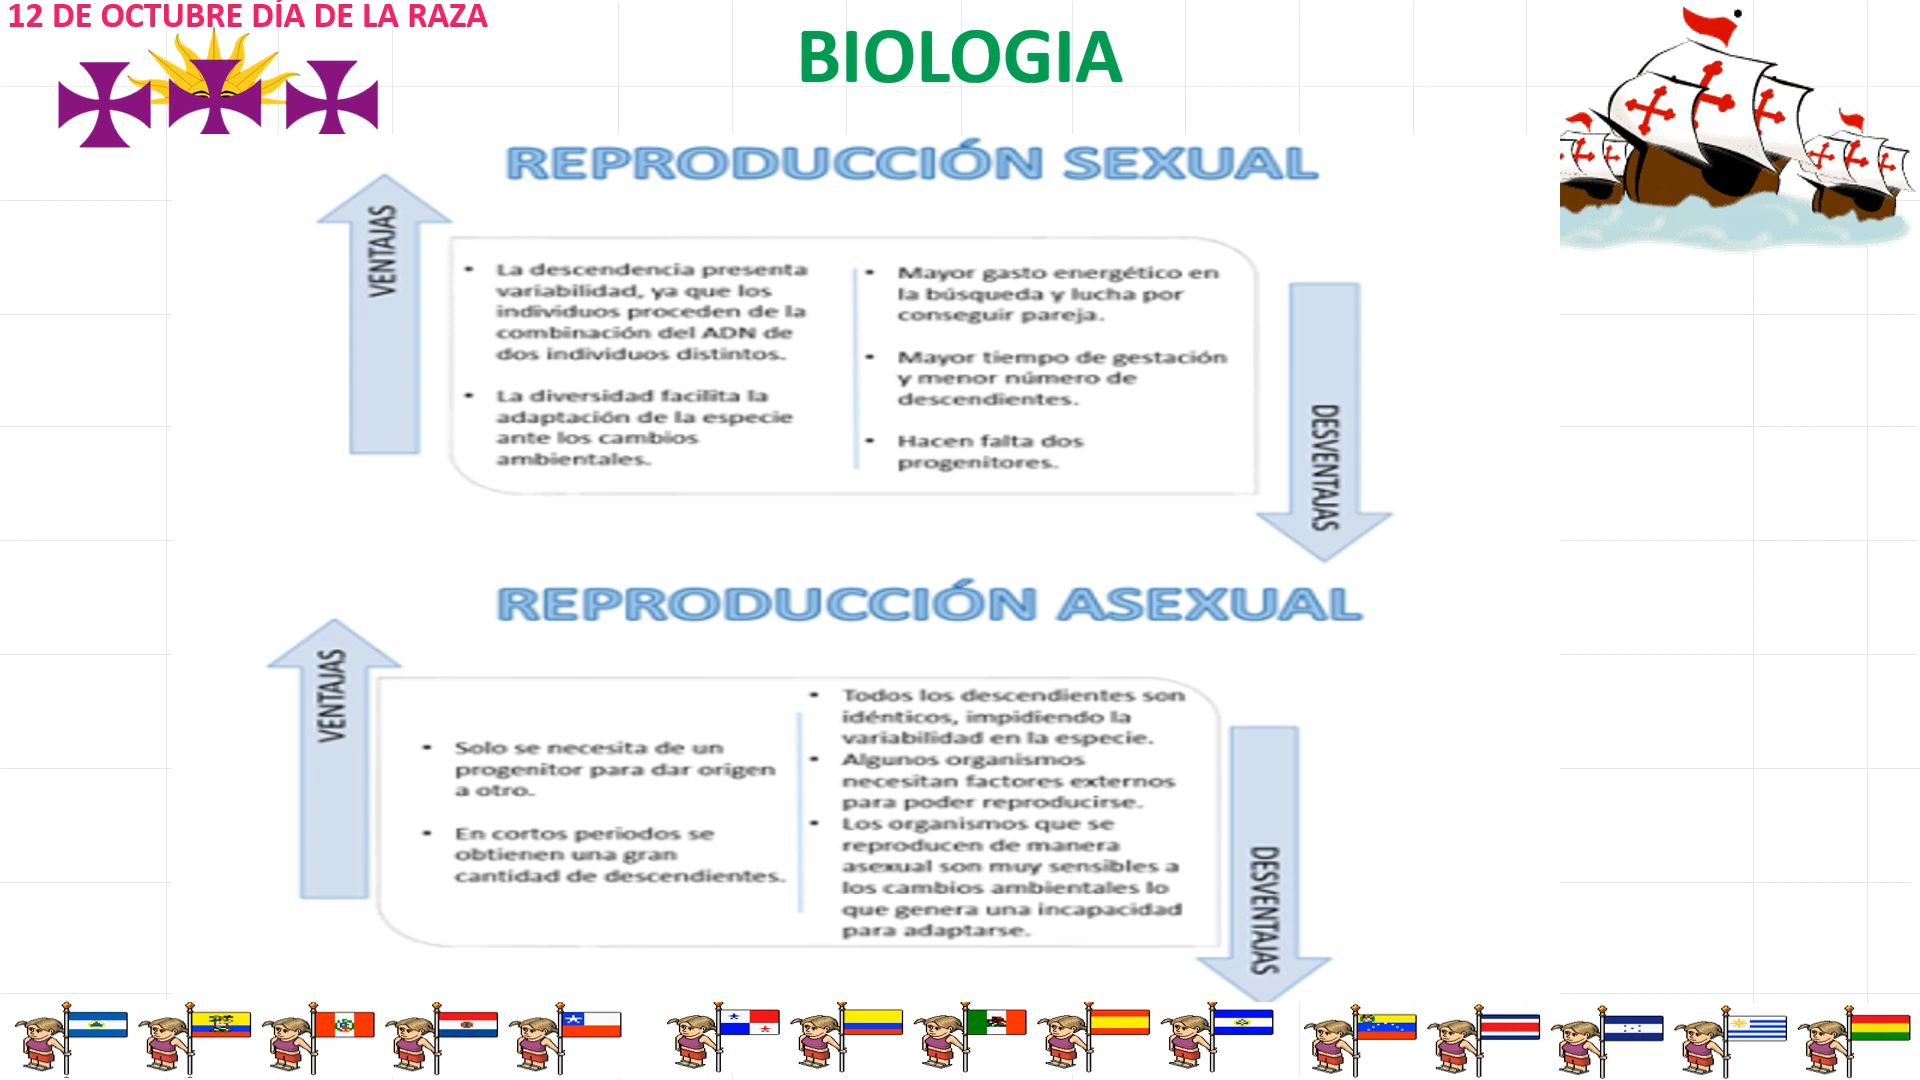 12 DE OCTUBRE DÍA DE LA RAZA
BIOLOGIA
REPRODUCCIÓN SEXUAL
VENTAJAS
• La descendencia presenta
variabilidad, ya que los
individuos proceden de la
combinación del ADN de
dos individuos distintos.
• La diversidad facilita la
adaptación de la especie
ante los cambios
ambientales.
• Mayor gasto energético en
la búsqueda y lucha por
conseguir pareja.
• Mayor tiempo de gestación
y menor número de
descendientes.
• Hacen falta dos
progenitores.
DESVENTAJAS
REPRODUCCIÓN ASEXUAL
VENTAJAS
• Solo se necesita de un
progenitor para dar origen
a otro.
• En cortos periodos se
obtienen una gran
cantidad de descendientes.
• Todos los descendientes son
idénticos, impidiendo la
variabilidad en la especie.
• Algunos organismos
necesitan factores externos
para poder reproducirse.
• Los organismos que se
reproducen de manera
asexual son muy sensibles a
los cambios ambientales lo
que genera una incapacidad
para adaptarse.
DESVENTAJAS